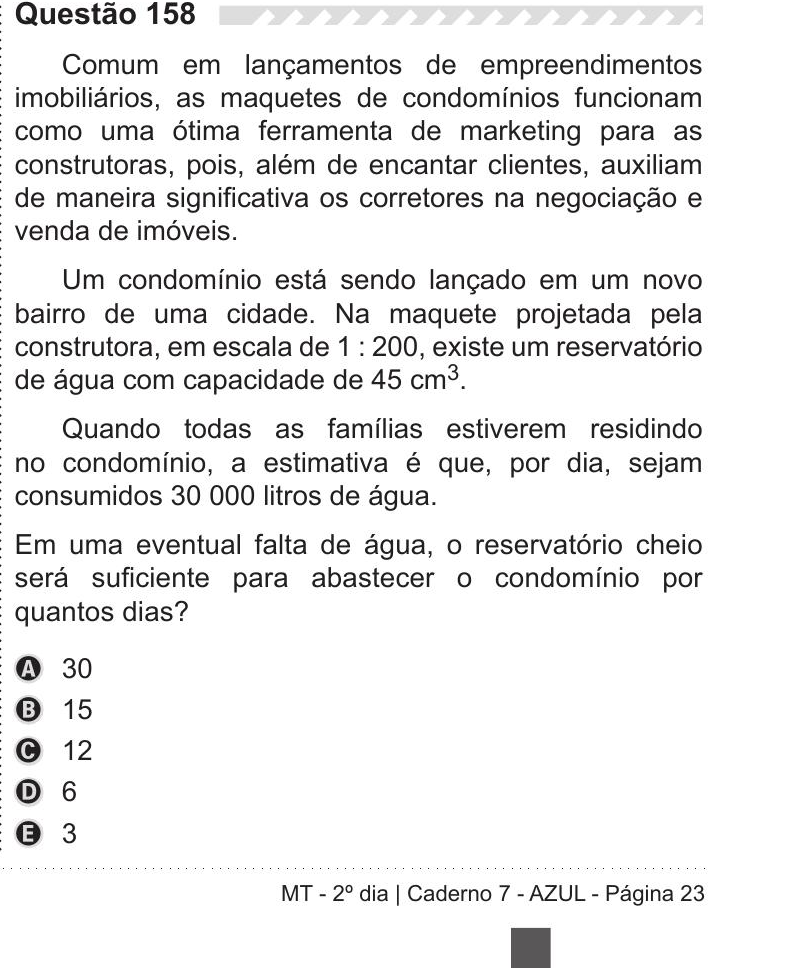 Questão 158
Comum em lançamentos de empreendimentos
imobiliários, as maquetes de condomínios funcionam
como uma ótima ferramenta de marketing para as
construtoras, pois, além de encantar clientes, auxiliam
de maneira significativa os corretores na negociação e
venda de imóveis.
Um condomínio está sendo lançado em um novo
bairro de uma cidade. Na maquete projetada pela
construtora, em escala de 1 : 200, existe um reservatório
de água com capacidade de 45 cm³.
Quando todas as famílias estiverem residindo
no condomínio, a estimativa é que, por dia, sejam
consumidos 30 000 litros de água.
Em uma eventual falta de água, o reservatório cheio
será suficiente para abastecer o condomínio por
quantos dias?
A 30
B 15
C 12
D 6
E 3
MT - 2º dia | Caderno 7 - AZUL - Página 23